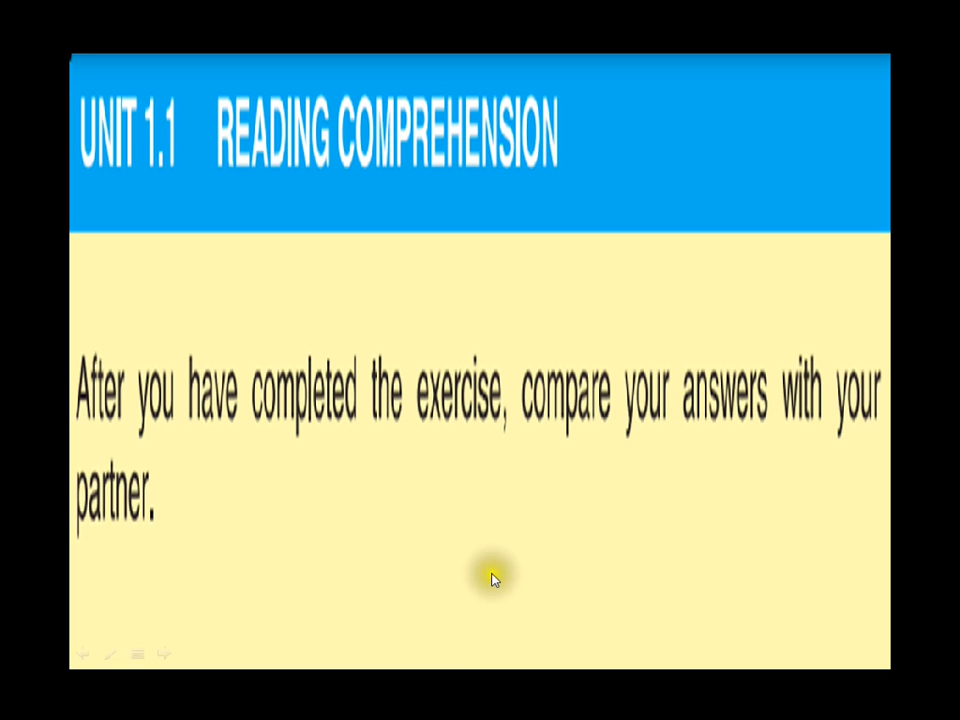 UNIT 1.1 READING COMPREHENSION
After you have completed the exercise, compare your answers with your
partner.